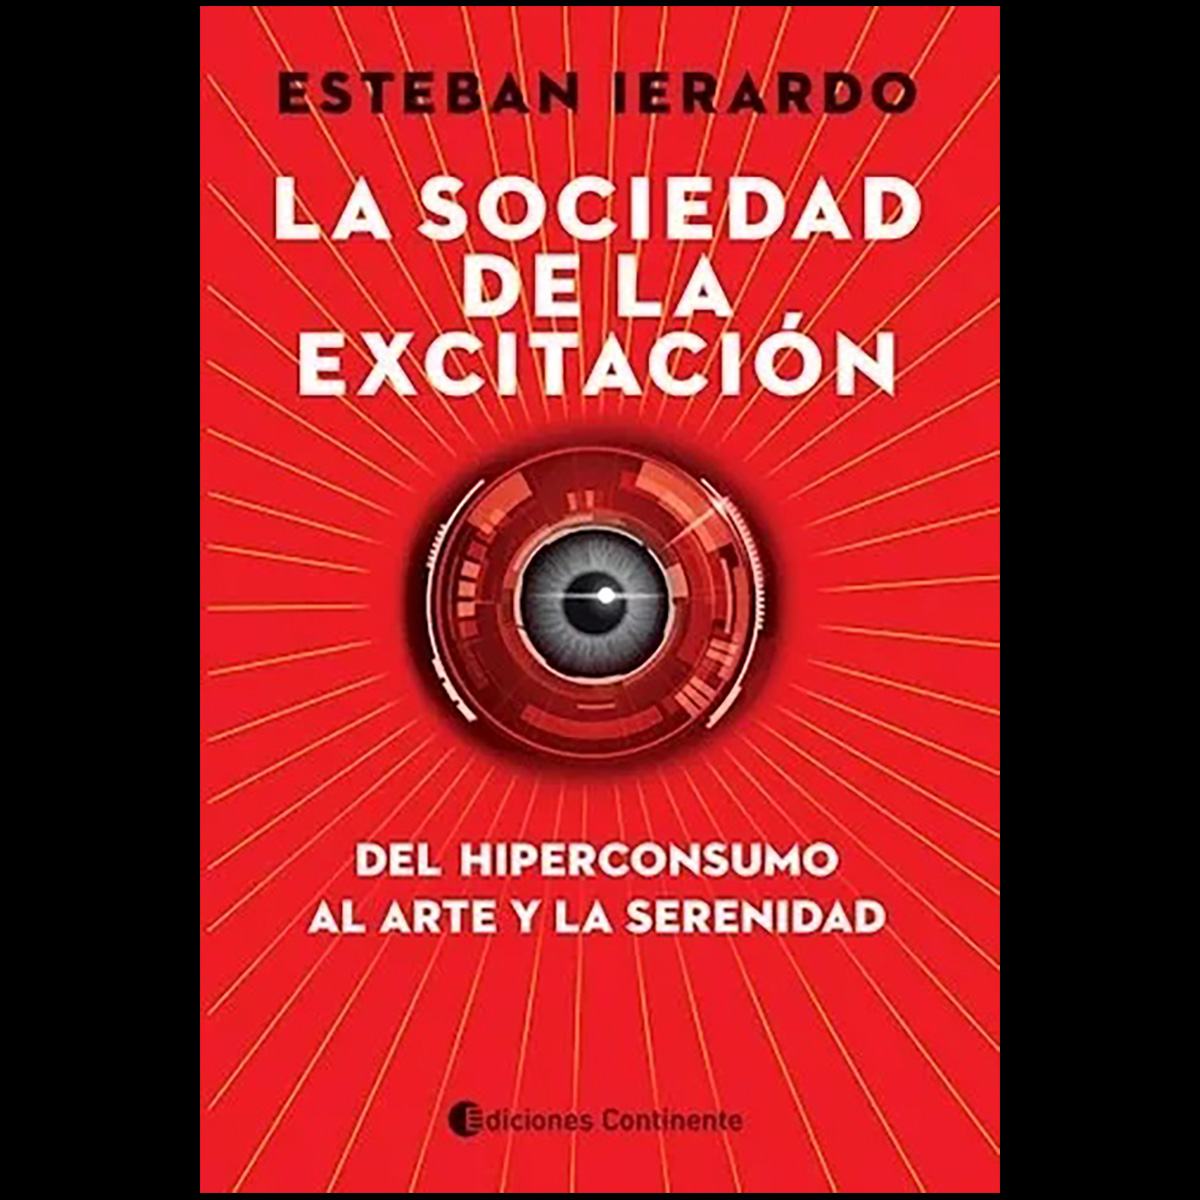 ESTEBAN IERARDO
LA SOCIEDAD
DE LA
EXCITACIÓN
DEL HIPERCONSUMO
AL ARTE Y LA SERENIDAD
Ediciones Continente